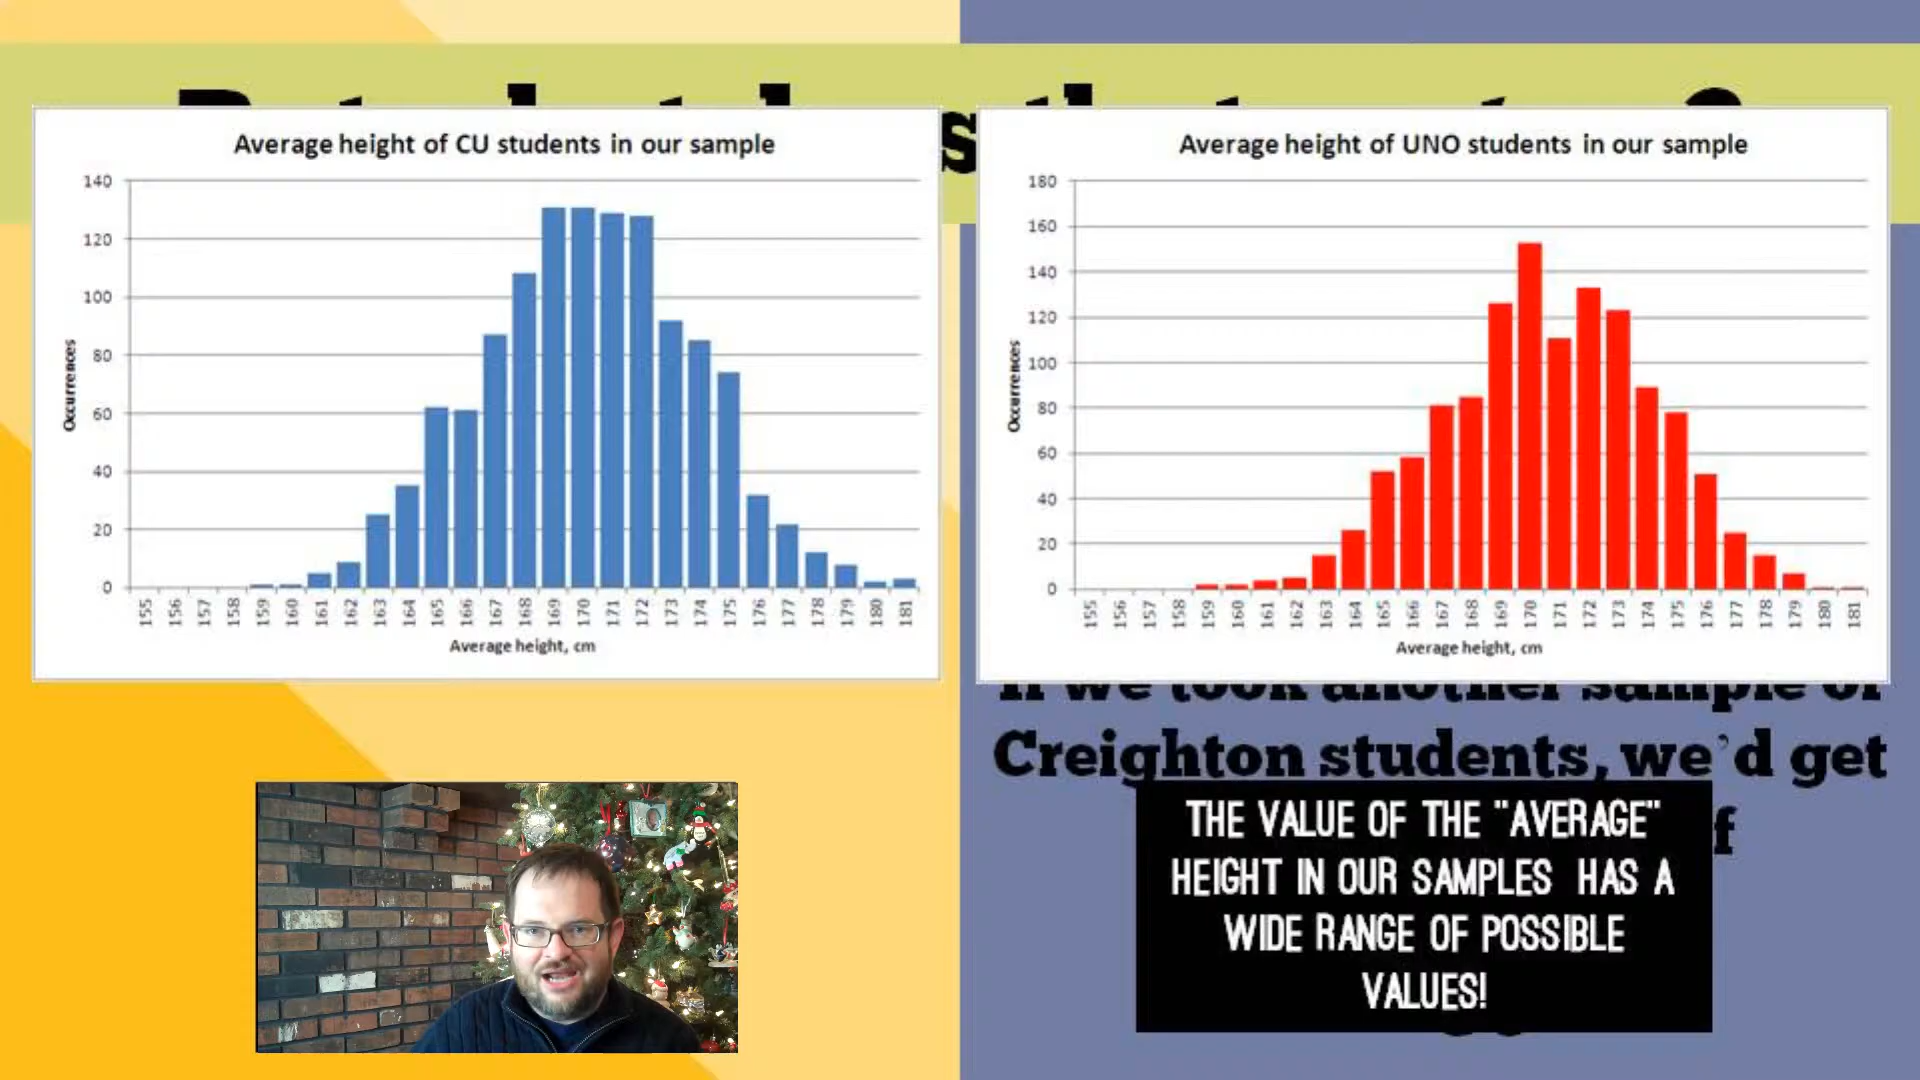 Average height of CU students in our sample
140
120
100
80
60
40
20
0
Occurrences
155 156 157 158 159 160 161 162 163 164 165 166 167 168 169 170 171 172 173 174 175 176 177 178 179 180 181
Average height, cm
Average height of UNO students in our sample
180
160
140
120
100
80
60
40
20
0
Occurrences
155 156 157 158 159 160 161 162 163 164 165 166 167 168 169 170 171 172 173 174 175 176 177 178 179 180 181
Average height, cm
If we took another sample of
Creighton students, we'd get
THE VALUE OF THE "AVERAGE"
HEIGHT IN OUR SAMPLES HAS A
WIDE RANGE OF POSSIBLE
VALUES!